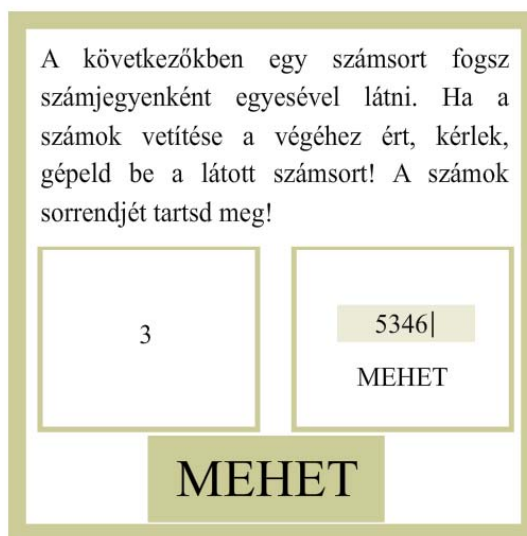 A következőkben egy számsort fogsz
számjegyenként egyesével látni. Ha a
számok vetítése a végéhez ért, kérlek,
gépeld be a látott számsort! A számok
sorrendjét tartsd meg!
3
5346|
MEHET
MEHET